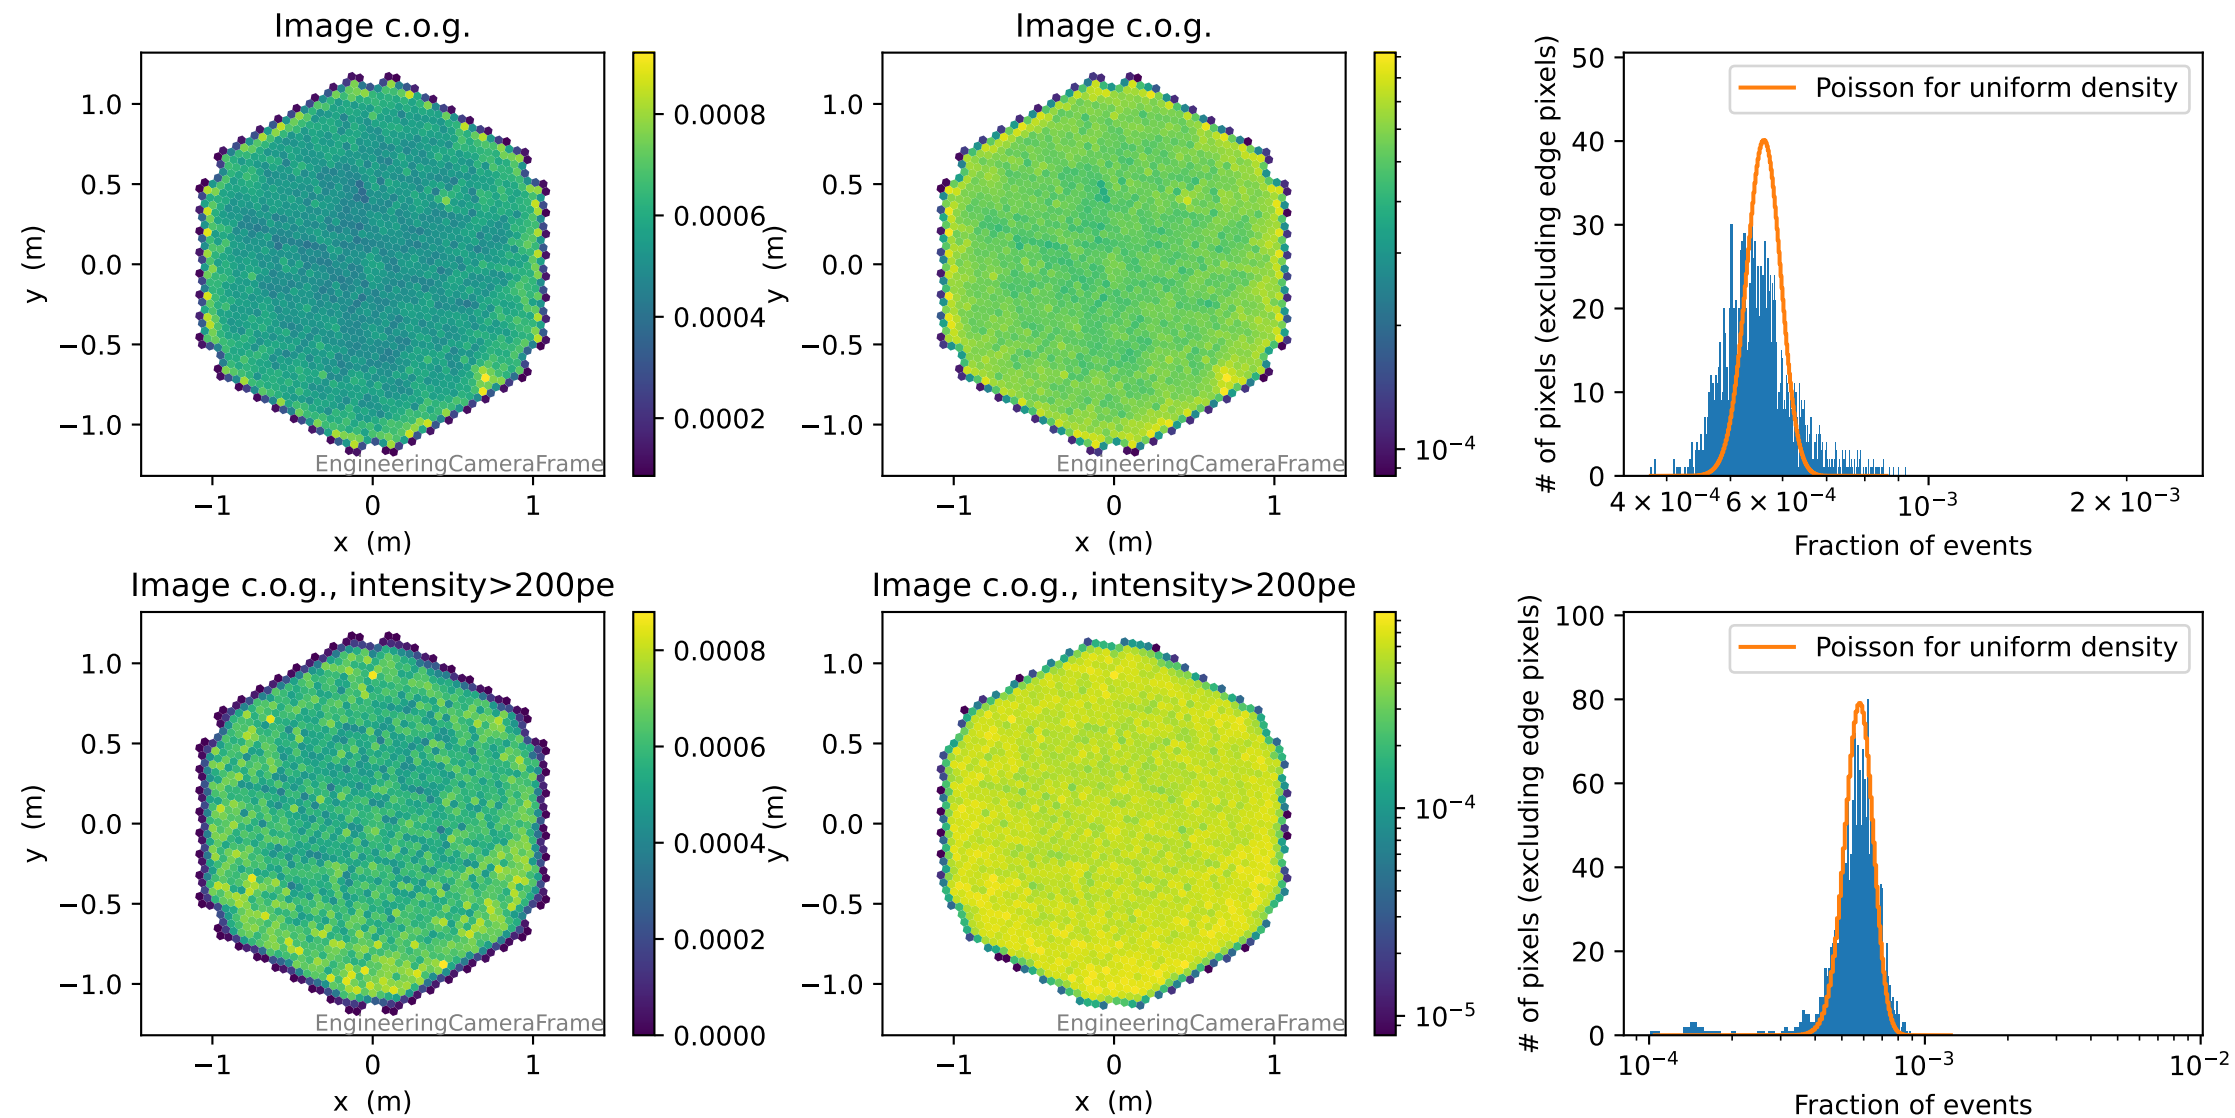 Image c.o.g.
1.0
0.5
0.0
−0.5
−1.0
y (m)
−1
0
1
x (m)
EngineeringCameraFrame
0.0008
0.0006
0.0004
0.0002
Image c.o.g.
1.0
0.5
0.0
−0.5
−1.0
y (m)
−1
0
1
x (m)
EngineeringCameraFrame
10⁻⁴
Poisson for uniform density
50
40
30
20
10
0
# of pixels (excluding edge pixels)
4 × 10⁻⁴
6 × 10⁻⁴
10⁻³
2 × 10⁻³
Fraction of events
Image c.o.g., intensity>200pe
1.0
0.5
0.0
−0.5
−1.0
y (m)
−1
0
1
x (m)
EngineeringCameraFrame
0.0008
0.0006
0.0004
0.0002
0.0000
Image c.o.g., intensity>200pe
1.0
0.5
0.0
−0.5
−1.0
y (m)
−1
0
1
x (m)
EngineeringCameraFrame
10⁻⁴
10⁻⁵
Poisson for uniform density
100
80
60
40
20
0
# of pixels (excluding edge pixels)
10⁻⁴
10⁻³
10⁻²
Fraction of events